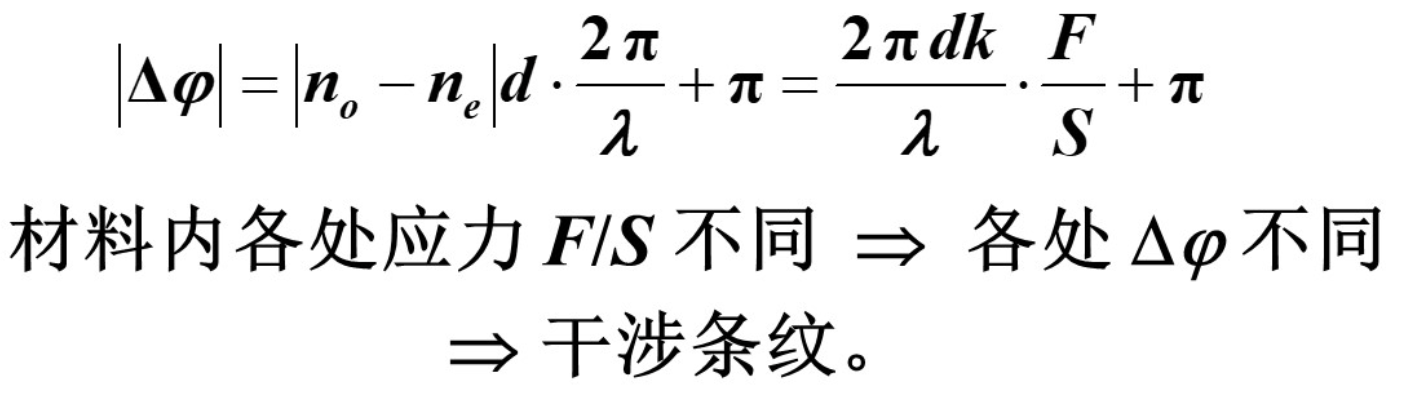 |Δφ| = |n_o − n_e|d · 2π/λ + π = 2πdk/λ · F/S + π
材料内各处应力 F/S 不同 ⇒ 各处 Δφ 不同
⇒ 干涉条纹。